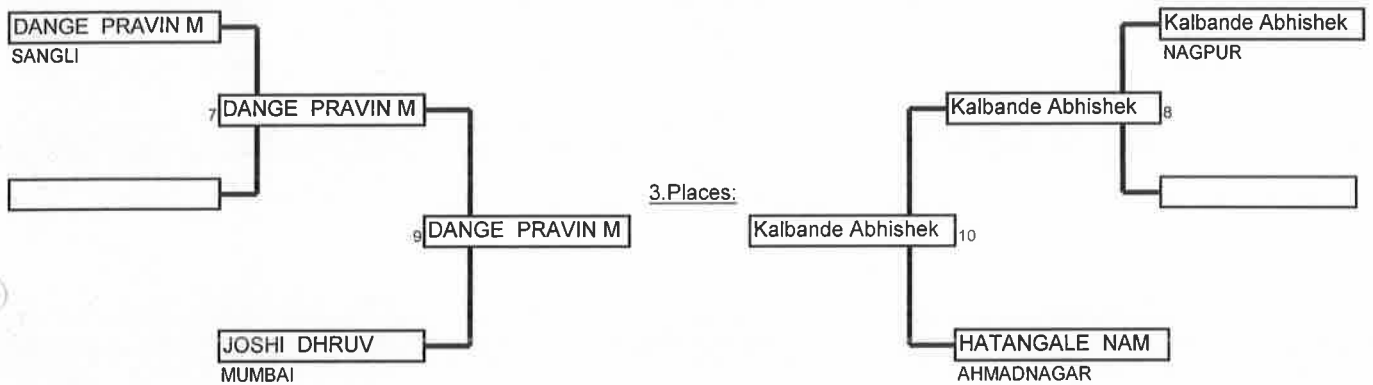 DANGE PRAVIN M
SANGLI
7 DANGE PRAVIN M
9 DANGE PRAVIN M
JOSHI DHRUV
MUMBAI
3.Places:
Kalbande Abhishek
NAGPUR
Kalbande Abhishek 8
Kalbande Abhishek 10
HATANGALE NAM
AHMADNAGAR